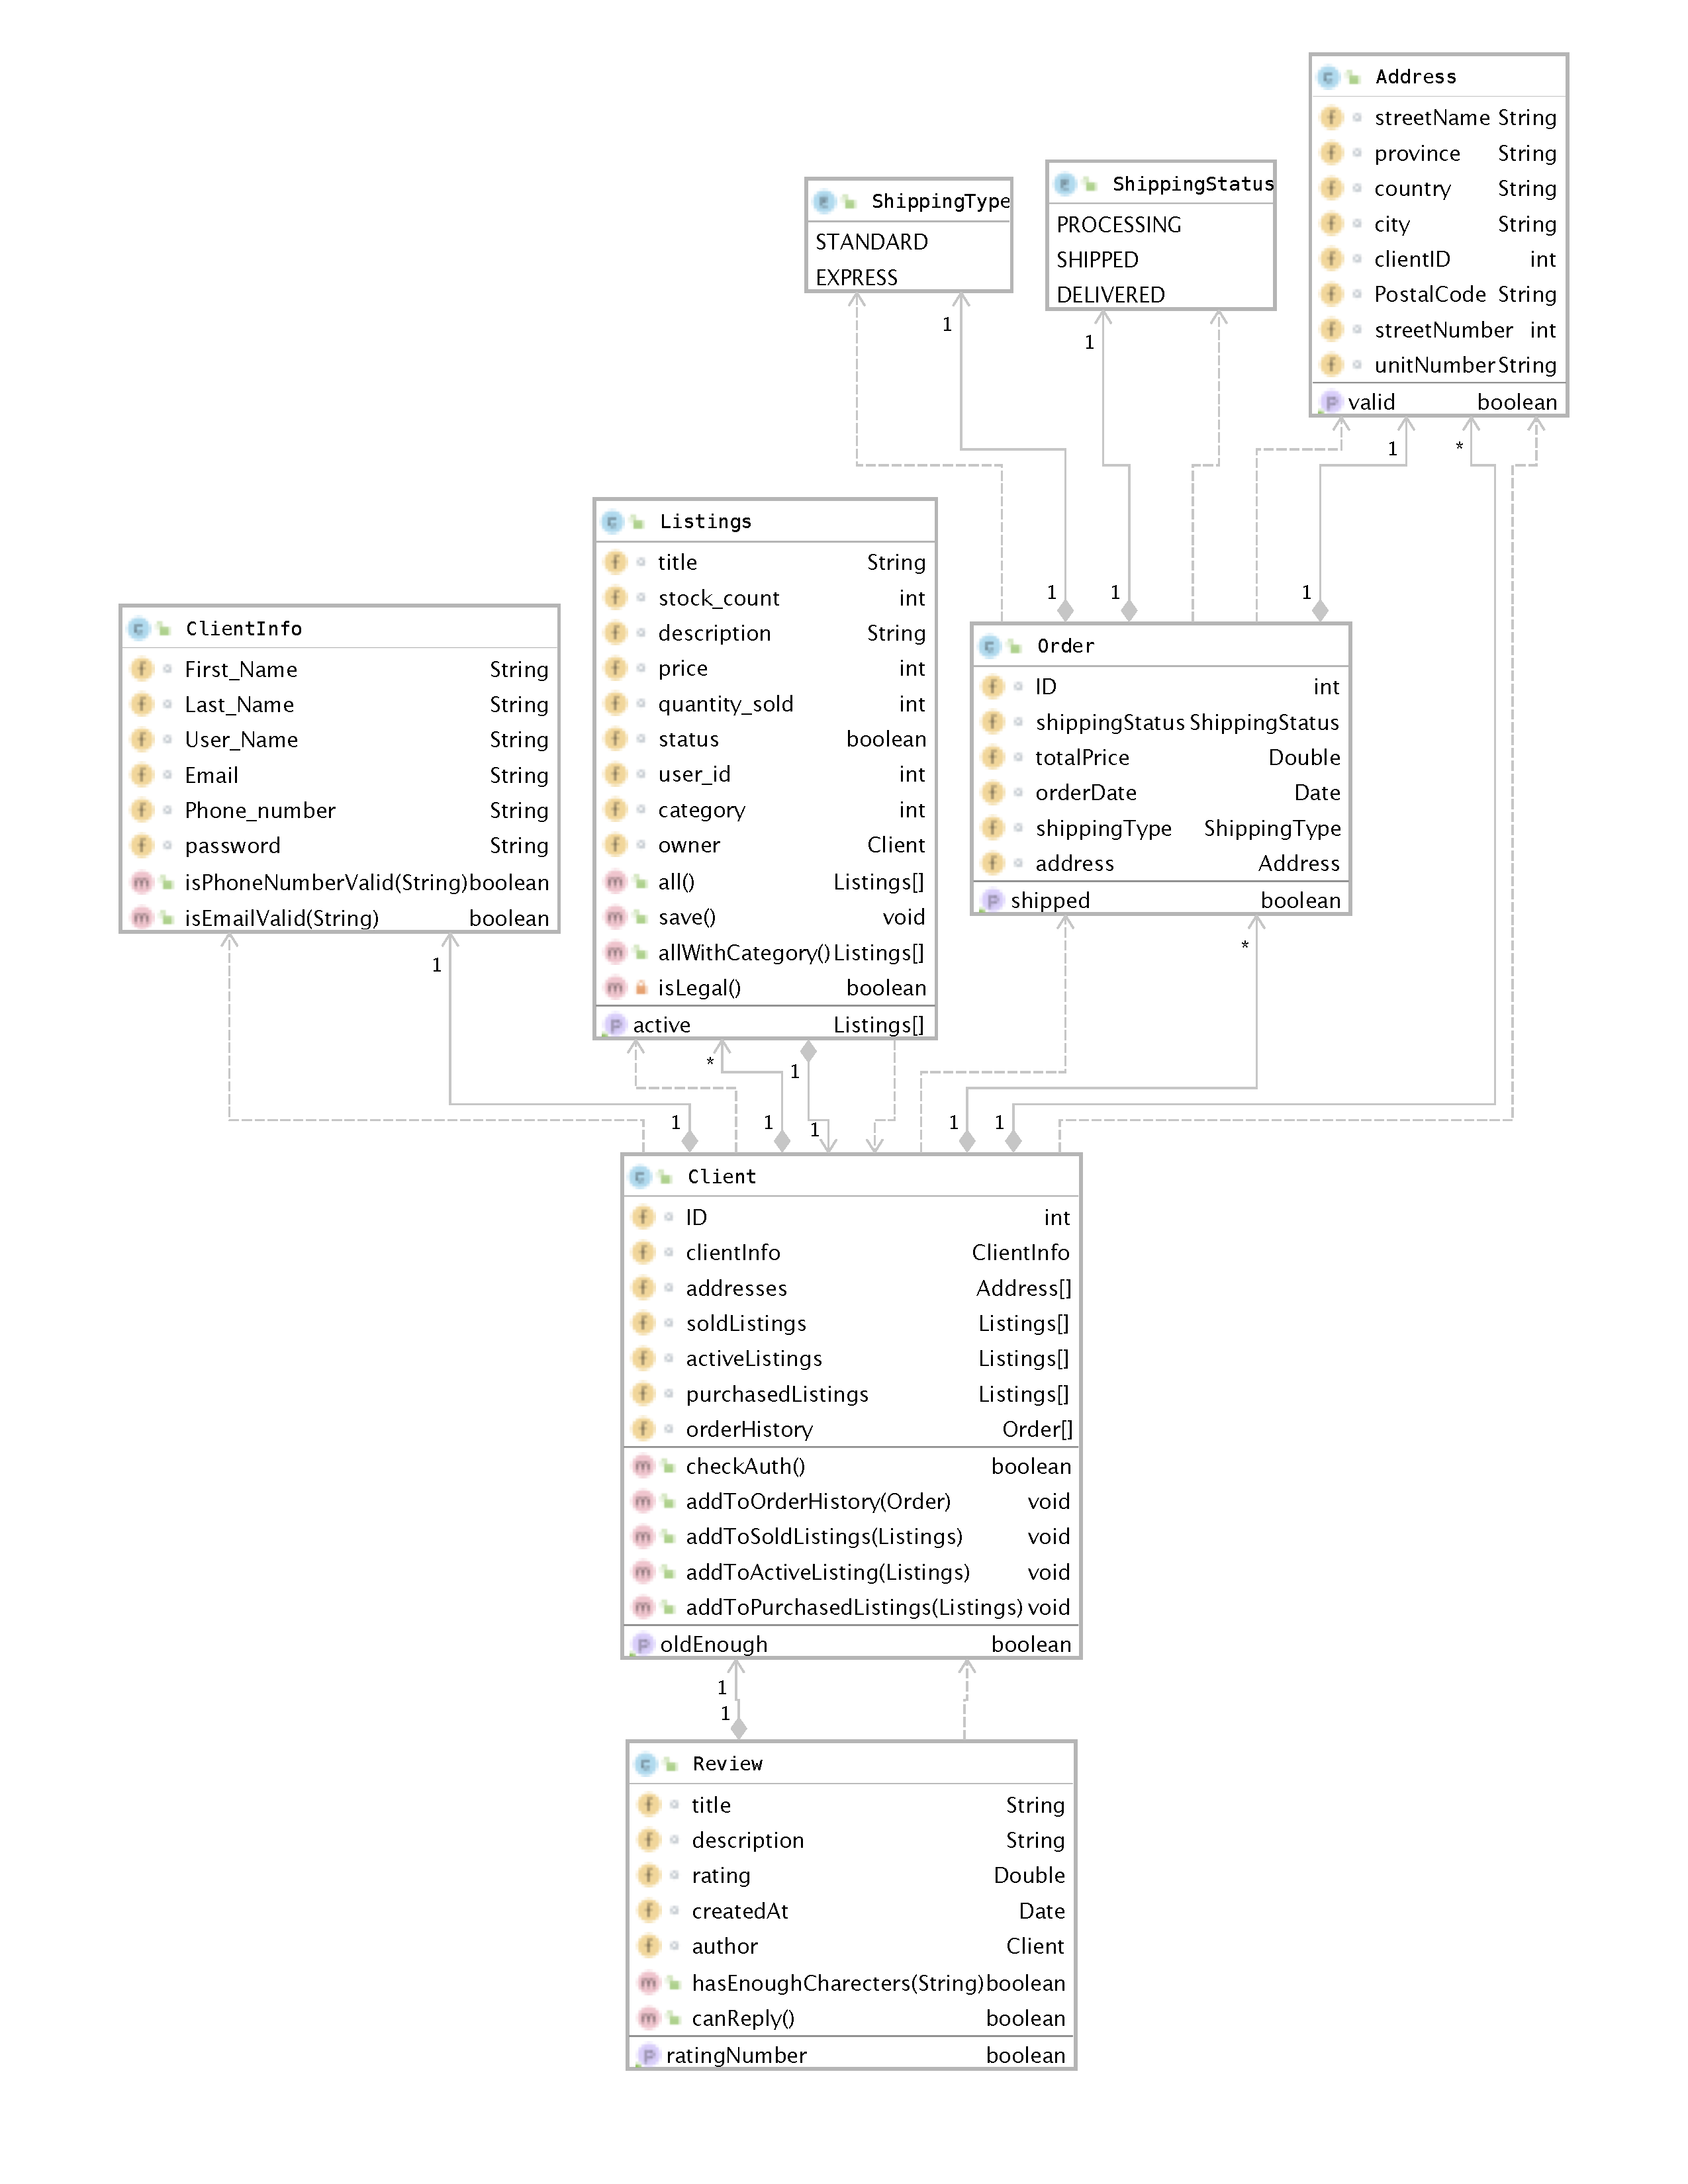 Address
streetName String
province String
country String
city String
clientID int
PostalCode String
streetNumber int
unitNumber String
valid boolean
ShippingStatus
PROCESSING
SHIPPED
DELIVERED
ShippingType
STANDARD
EXPRESS
1
1
1
*
Listings
title String
stock_count int
description String
price int
quantity_sold int
status boolean
user_id int
category int
owner Client
all() Listings[]
save() void
allWithCategory() Listings[]
isLegal() boolean
active Listings[]
1
1
1
Order
ID int
shippingStatus ShippingStatus
totalPrice Double
orderDate Date
shippingType ShippingType
address Address
shipped boolean
ClientInfo
First_Name String
Last_Name String
User_Name String
Email String
Phone_number String
password String
isPhoneNumberValid(String) boolean
isEmailValid(String) boolean
1
*
1
*
1
1
1
1
1
Client
ID int
clientInfo ClientInfo
addresses Address[]
soldListings Listings[]
activeListings Listings[]
purchasedListings Listings[]
orderHistory Order[]
checkAuth() boolean
addToOrderHistory(Order) void
addToSoldListings(Listings) void
addToActiveListing(Listings) void
addToPurchasedListings(Listings) void
oldEnough boolean
1
1
Review
title String
description String
rating Double
createdAt Date
author Client
hasEnoughCharecters(String) boolean
canReply() boolean
ratingNumber boolean